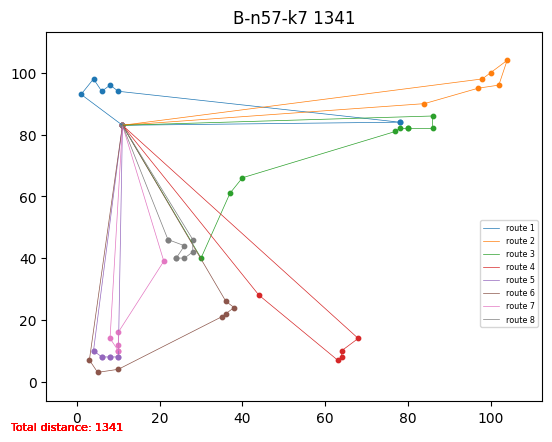 B-n57-k7 1341
100
80
60
40
20
0
route 1
route 2
route 3
route 4
route 5
route 6
route 7
route 8
0 20 40 60 80 100
Total distance: 1341